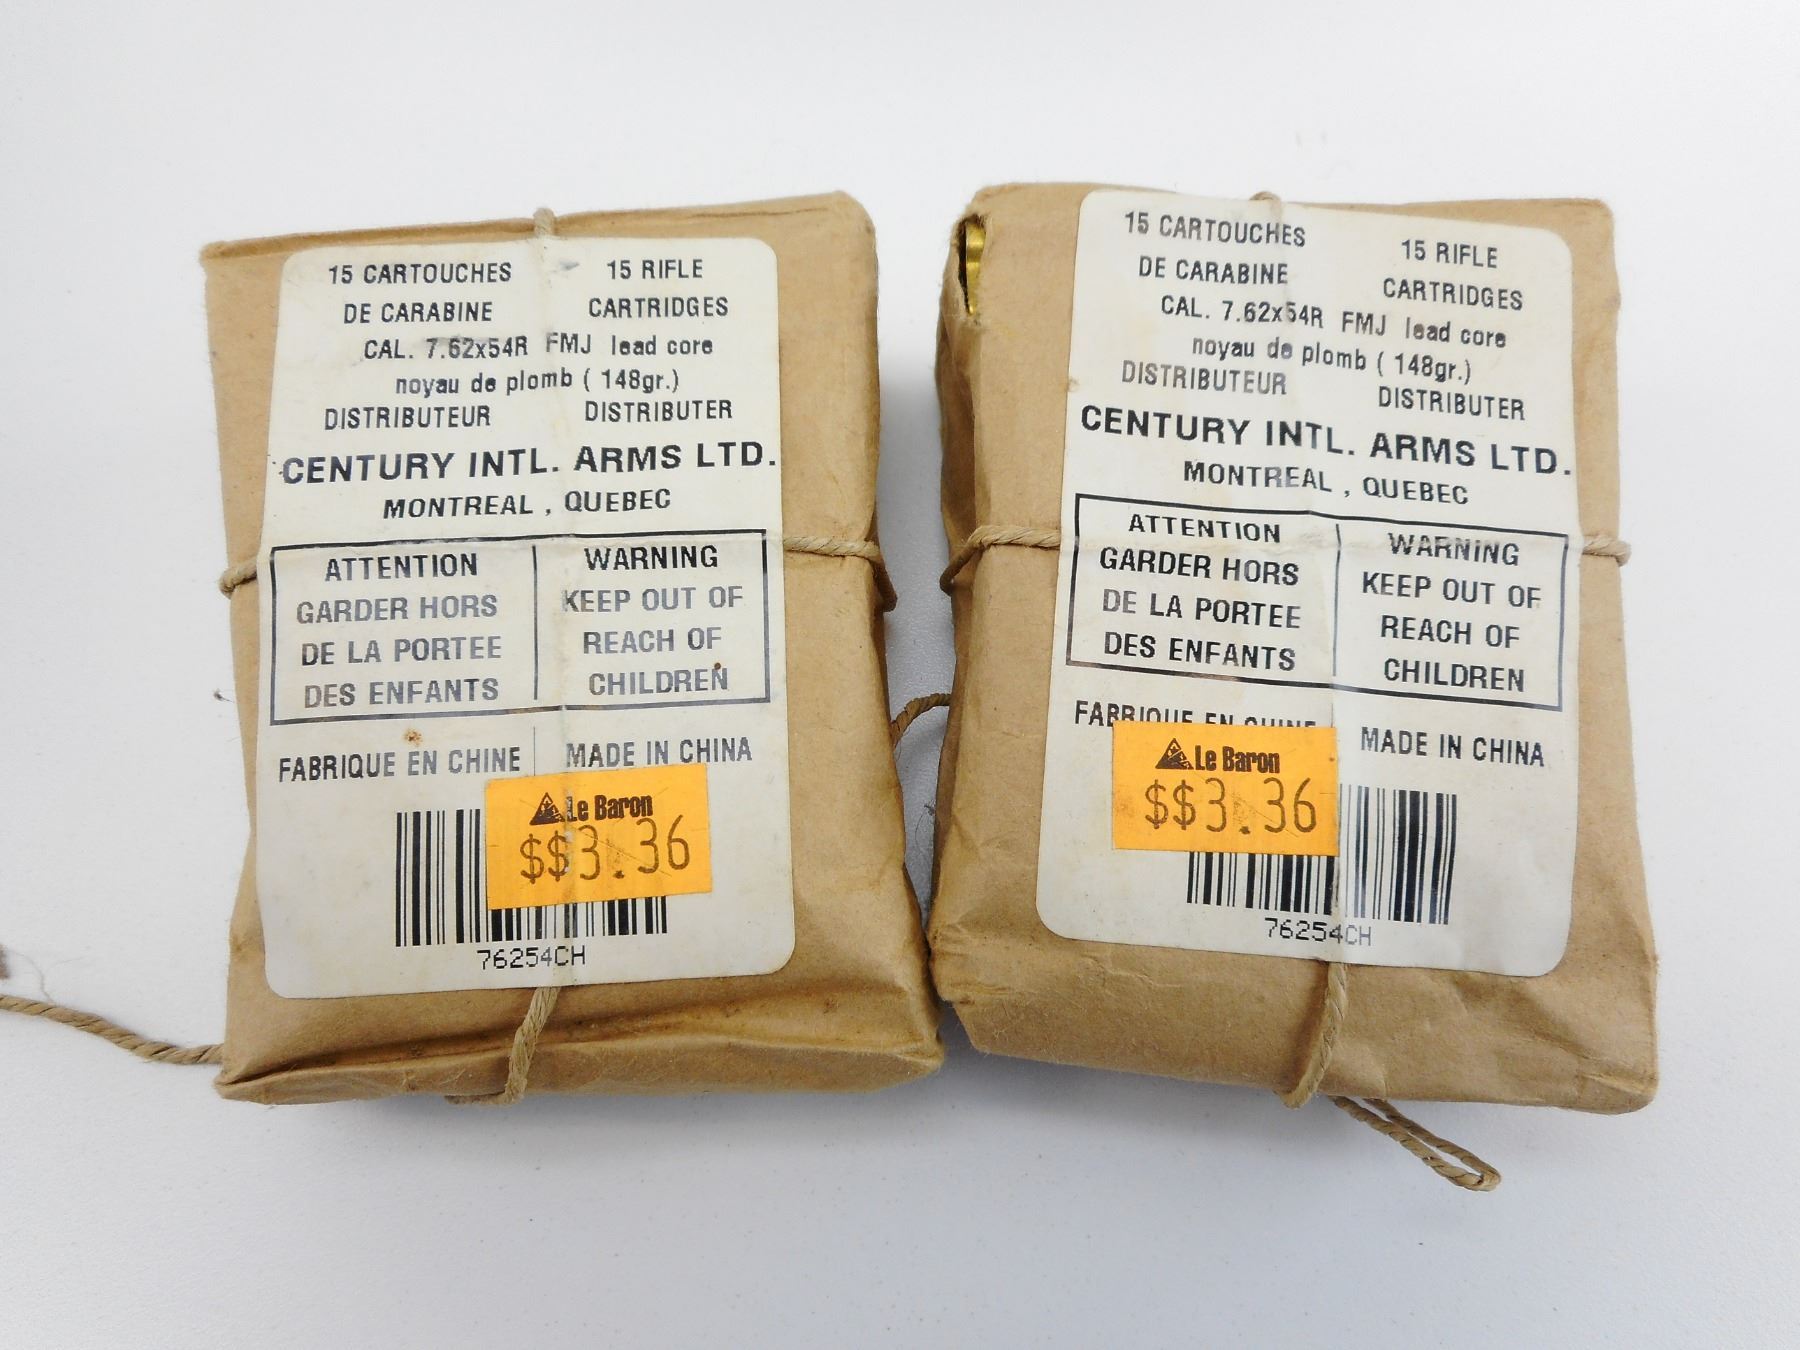 15 CARTOUCHES 15 RIFLE
DE CARABINE CARTRIDGES
CAL. 7.62x54R FMJ lead core
noyau de plomb ( 148gr.)
DISTRIBUTEUR DISTRIBUTER
CENTURY INTL. ARMS LTD.
MONTREAL , QUEBEC
ATTENTION
GARDER HORS
DE LA PORTEE
DES ENFANTS
WARNING
KEEP OUT OF
REACH OF
CHILDREN
FABRIQUE EN CHINE MADE IN CHINA
Le Baron
$$3.36
76254CH
15 CARTOUCHES 15 RIFLE
DE CARABINE CARTRIDGES
CAL. 7.62x54R FMJ lead core
noyau de plomb ( 148gr.)
DISTRIBUTEUR DISTRIBUTER
CENTURY INTL. ARMS LTD.
MONTREAL , QUEBEC
ATTENTION
GARDER HORS
DE LA PORTEE
DES ENFANTS
WARNING
KEEP OUT OF
REACH OF
CHILDREN
FABRIQUE EN CHINE MADE IN CHINA
Le Baron
$$3.36
76254CH